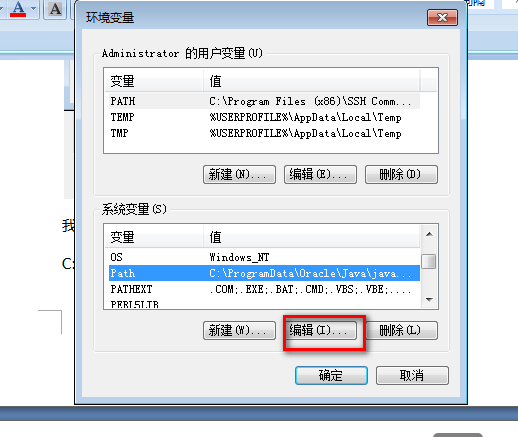 环境变量
Administrator 的用户变量(U)
变量 值
PATH C:\Program Files (x86)\SSH Comm...
TEMP %USERPROFILE%\AppData\Local\Temp
TMP %USERPROFILE%\AppData\Local\Temp
新建(N)... 编辑(E)... 删除(D)
系统变量(S)
变量 值
OS Windows_NT
Path C:\ProgramData\Oracle\Java\java...
PATHEXT .COM;.EXE;.BAT;.CMD;.VBS;.VBE;....
PERL5LIB
新建(W)... 编辑(I)... 删除(L)
确定 取消
A A
我
C: